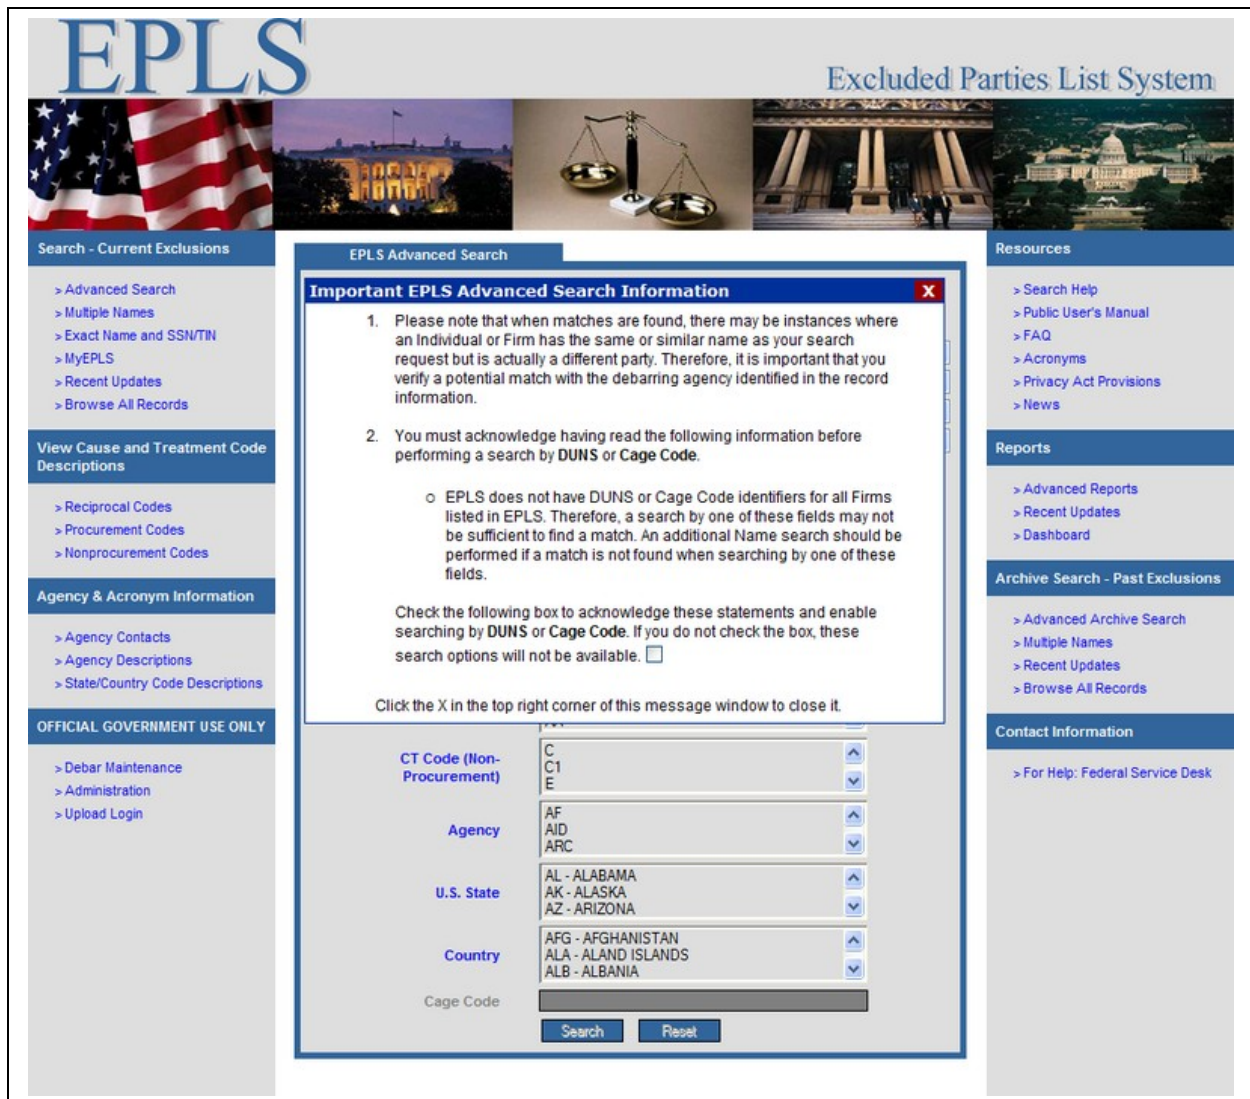 EPLS
Excluded Parties List System
Search - Current Exclusions
> Advanced Search
> Multiple Names
> Exact Name and SSN/TIN
> MyEPLS
> Recent Updates
> Browse All Records
View Cause and Treatment Code
Descriptions
> Reciprocal Codes
> Procurement Codes
> Nonprocurement Codes
Agency & Acronym Information
> Agency Contacts
> Agency Descriptions
> State/Country Code Descriptions
OFFICIAL GOVERNMENT USE ONLY
> Debar Maintenance
> Administration
> Upload Login
EPLS Advanced Search
Important EPLS Advanced Search Information X
1. Please note that when matches are found, there may be instances where
an Individual or Firm has the same or similar name as your search
request but is actually a different party. Therefore, it is important that you
verify a potential match with the debarring agency identified in the record
information.
2. You must acknowledge having read the following information before
performing a search by DUNS or Cage Code.
o EPLS does not have DUNS or Cage Code identifiers for all Firms
listed in EPLS. Therefore, a search by one of these fields may not
be sufficient to find a match. An additional Name search should be
performed if a match is not found when searching by one of these
fields.
Check the following box to acknowledge these statements and enable
searching by DUNS or Cage Code. If you do not check the box, these
search options will not be available.
Click the X in the top right corner of this message window to close it.
CT Code (Non-
Procurement)
C
C1
E
Agency
AF
AID
ARC
U.S. State
AL - ALABAMA
AK - ALASKA
AZ - ARIZONA
Country
AFG - AFGHANISTAN
ALA - ALAND ISLANDS
ALB - ALBANIA
Cage Code
Search Reset
Resources
> Search Help
> Public User's Manual
> FAQ
> Acronyms
> Privacy Act Provisions
> News
Reports
> Advanced Reports
> Recent Updates
> Dashboard
Archive Search - Past Exclusions
> Advanced Archive Search
> Multiple Names
> Recent Updates
> Browse All Records
Contact Information
> For Help: Federal Service Desk